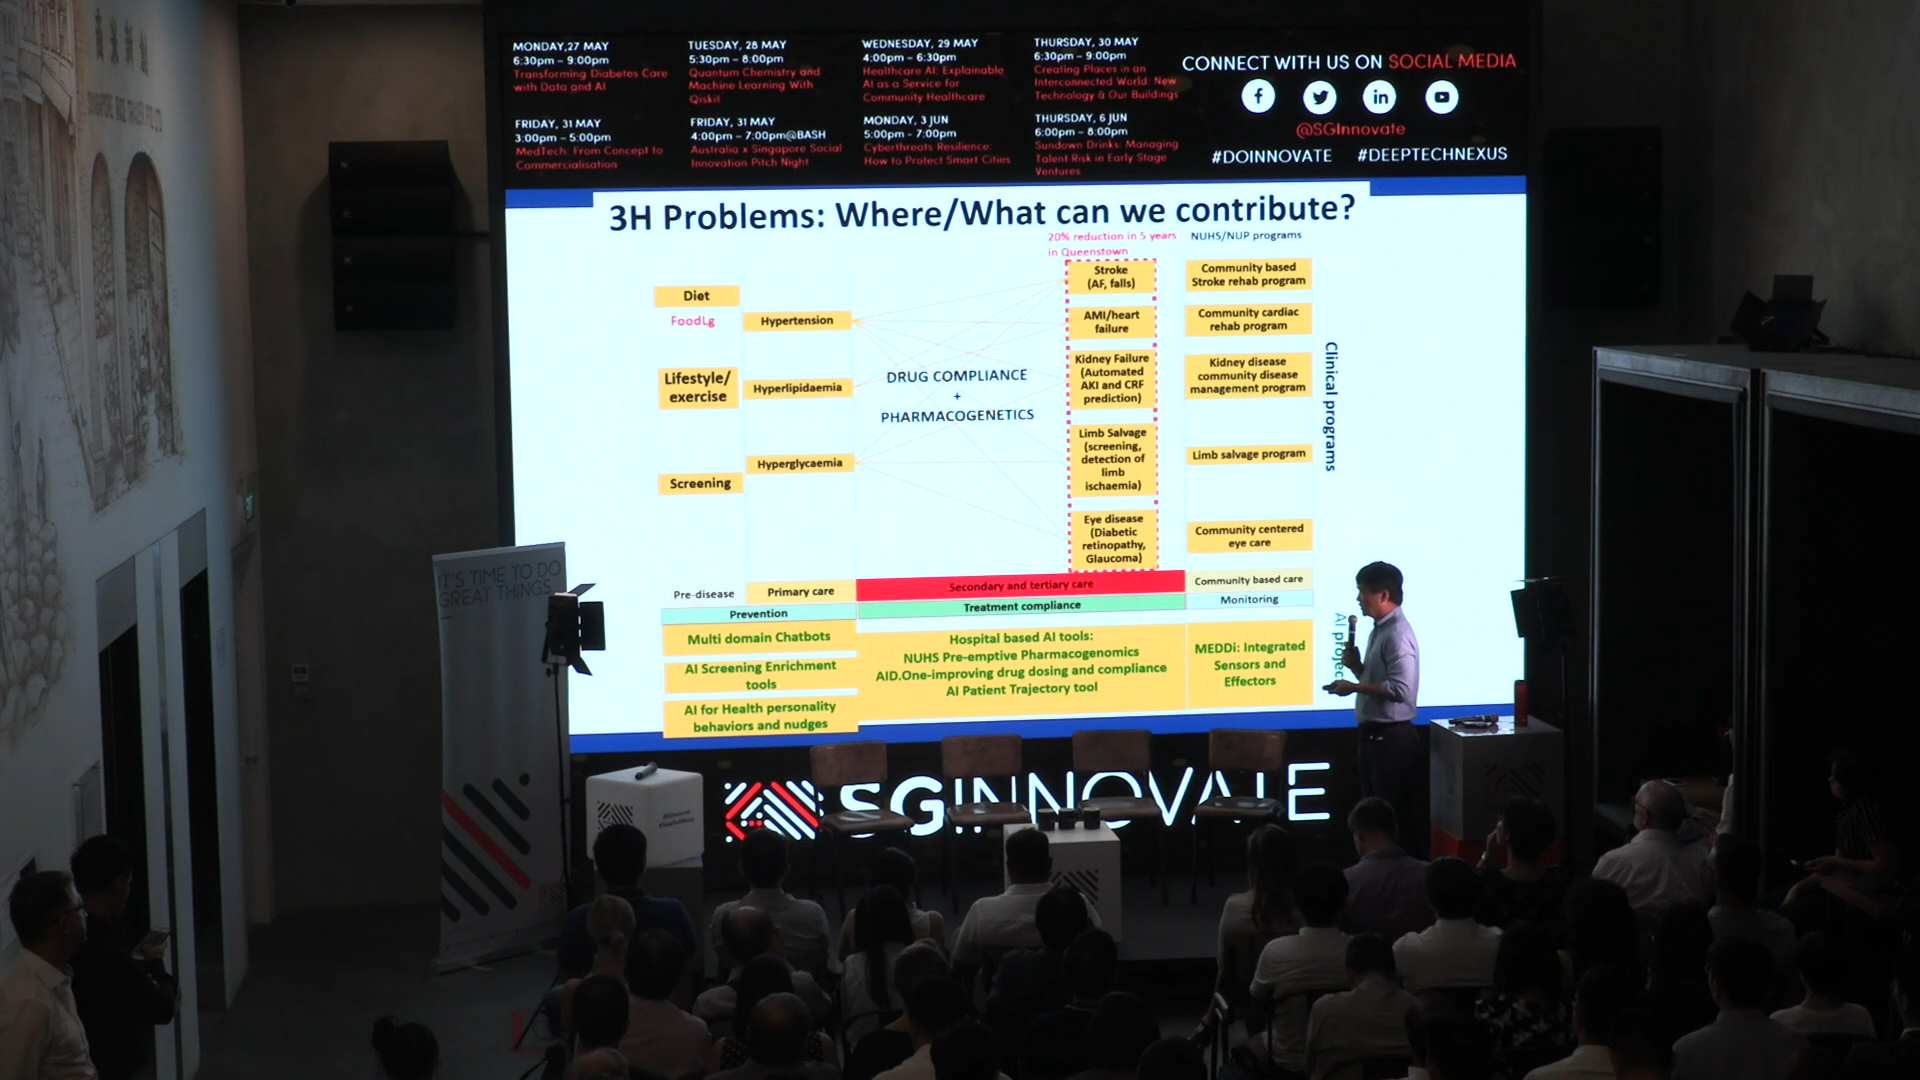 MONDAY,27 MAY
6:30pm – 9:00pm
Transforming Diabetes Care
with Data and AI
TUESDAY, 28 MAY
5:30pm – 8:00pm
Quantum Chemistry and
Machine Learning With
Qiskit
WEDNESDAY, 29 MAY
4:00pm – 6:30pm
Healthcare AI: Explainable
AI as a Service for
Community Healthcare
THURSDAY, 30 MAY
6:30pm – 9:00pm
Creating Places in an
Interconnected World: New
Technology & Our Buildings
FRIDAY, 31 MAY
3:00pm – 5:00pm
MedTech: From Concept to
Commercialisation
FRIDAY, 31 MAY
4:00pm – 7:00pm@BASH
Australia x Singapore Social
Innovation Pitch Night
MONDAY, 3 JUN
5:00pm – 7:00pm
Cyberthreats Resilience:
How to Protect Smart Cities
THURSDAY, 6 JUN
6:00pm – 8:00pm
Sundown Drinks: Managing
Talent Risk in Early Stage
Ventures
CONNECT WITH US ON SOCIAL MEDIA
@SGInnovate
#DOINNOVATE #DEEPTECHNEXUS
3H Problems: Where/What can we contribute?
20% reduction in 5 years
in Queenstown
NUHS/NUP programs
Diet
FoodLg
Lifestyle/
exercise
Screening
Hypertension
Hyperlipidaemia
Hyperglycaemia
DRUG COMPLIANCE
+
PHARMACOGENETICS
Stroke
(AF, falls)
AMI/heart
failure
Kidney Failure
(Automated
AKI and CRF
prediction)
Limb Salvage
(screening,
detection of
limb
ischaemia)
Eye disease
(Diabetic
retinopathy,
Glaucoma)
Community based
Stroke rehab program
Community cardiac
rehab program
Kidney disease
community disease
management program
Limb salvage program
Community centered
eye care
Clinical programs
Pre-disease
Primary care
Secondary and tertiary care
Community based care
Prevention
Treatment compliance
Monitoring
Multi domain Chatbots
AI Screening Enrichment
tools
AI for Health personality
behaviors and nudges
Hospital based AI tools:
NUHS Pre-emptive Pharmacogenomics
AID.One-improving drug dosing and compliance
AI Patient Trajectory tool
MEDDi: Integrated
Sensors and
Effectors
AI projec
IT'S TIME TO DO
GREAT THINGS
SGINNOVATE